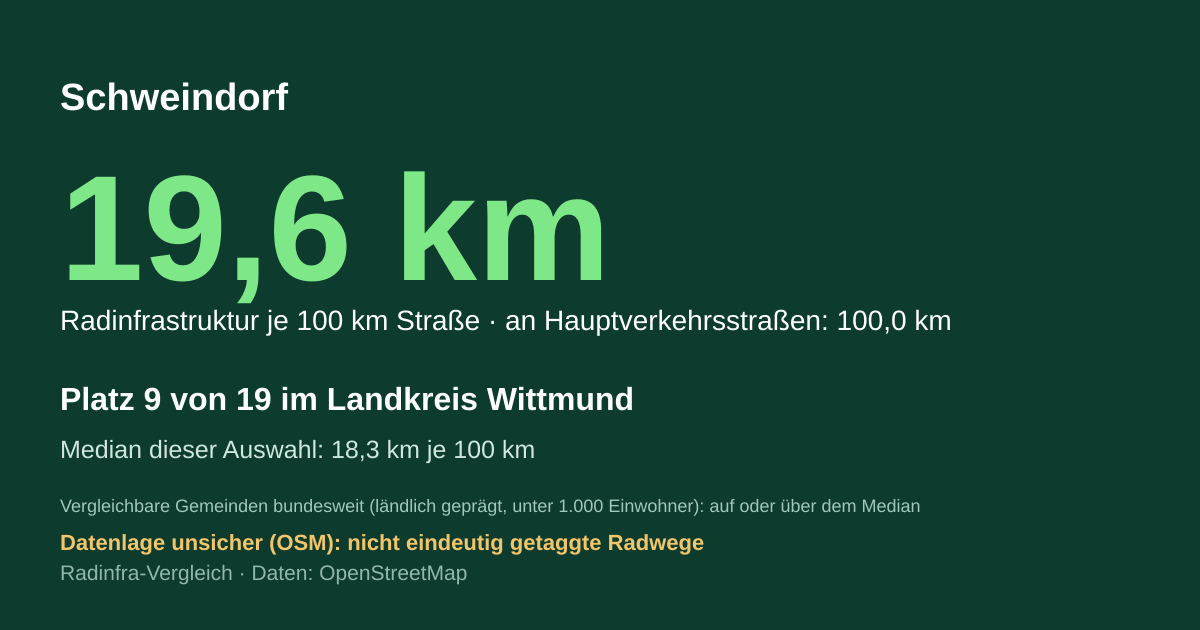 Schweindorf
19,6 km
Radinfrastruktur je 100 km Straße · an Hauptverkehrsstraßen: 100,0 km
Platz 9 von 19 im Landkreis Wittmund
Median dieser Auswahl: 18,3 km je 100 km
Vergleichbare Gemeinden bundesweit (ländlich geprägt, unter 1.000 Einwohner): auf oder über dem Median
Datenlage unsicher (OSM): nicht eindeutig getaggte Radwege
Radinfra-Vergleich · Daten: OpenStreetMap